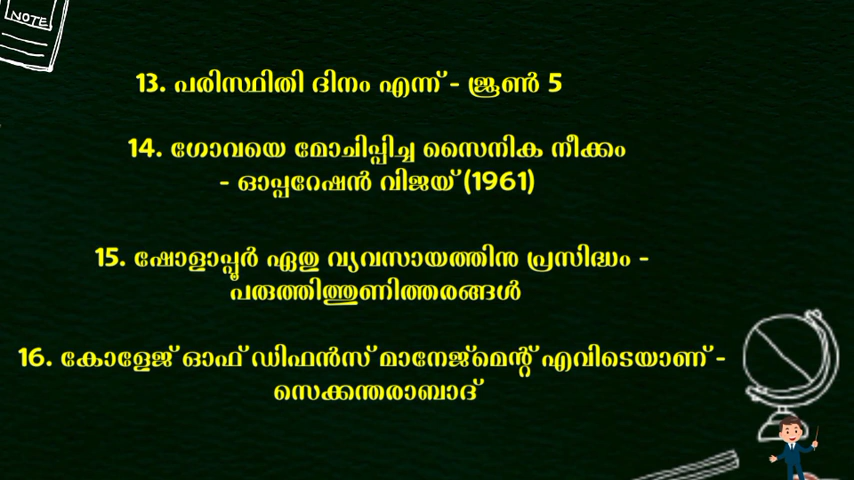 NOTE
13. പരിസ്ഥിതി ദിനം എന്ന് - ജൂൺ 5
14. ഗോവയെ മോചിപ്പിച്ച സൈനിക നീക്കം
- ഓപ്പറേഷൻ വിജയ് (1961)
15. ഷോളാപ്പൂർ ഏതു വ്യവസായത്തിനു പ്രസിദ്ധം -
പരുത്തിത്തുണിത്തരങ്ങൾ
16. കോളേജ് ഓഫ് ഡിഫൻസ് മാനേജ്മെന്റ് എവിടെയാണ് -
സെക്കന്തരാബാദ്